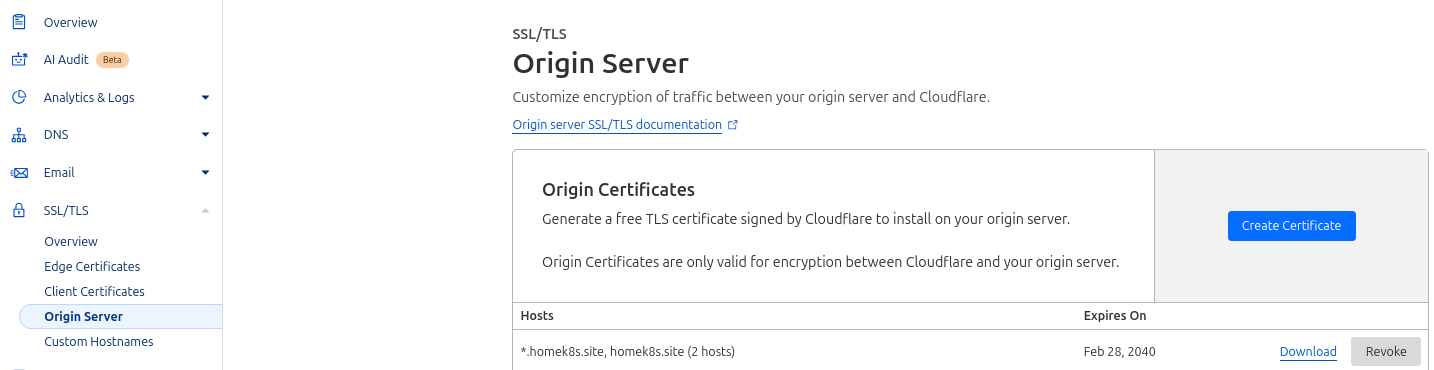 Overview
AI Audit Beta
Analytics & Logs
DNS
Email
SSL/TLS
Overview
Edge Certificates
Client Certificates
Origin Server
Custom Hostnames
SSL/TLS
Origin Server
Customize encryption of traffic between your origin server and Cloudflare.
Origin server SSL/TLS documentation
Origin Certificates
Generate a free TLS certificate signed by Cloudflare to install on your origin server.
Origin Certificates are only valid for encryption between Cloudflare and your origin server.
Create Certificate
Hosts Expires On
*.homek8s.site, homek8s.site (2 hosts) Feb 28, 2040 Download Revoke